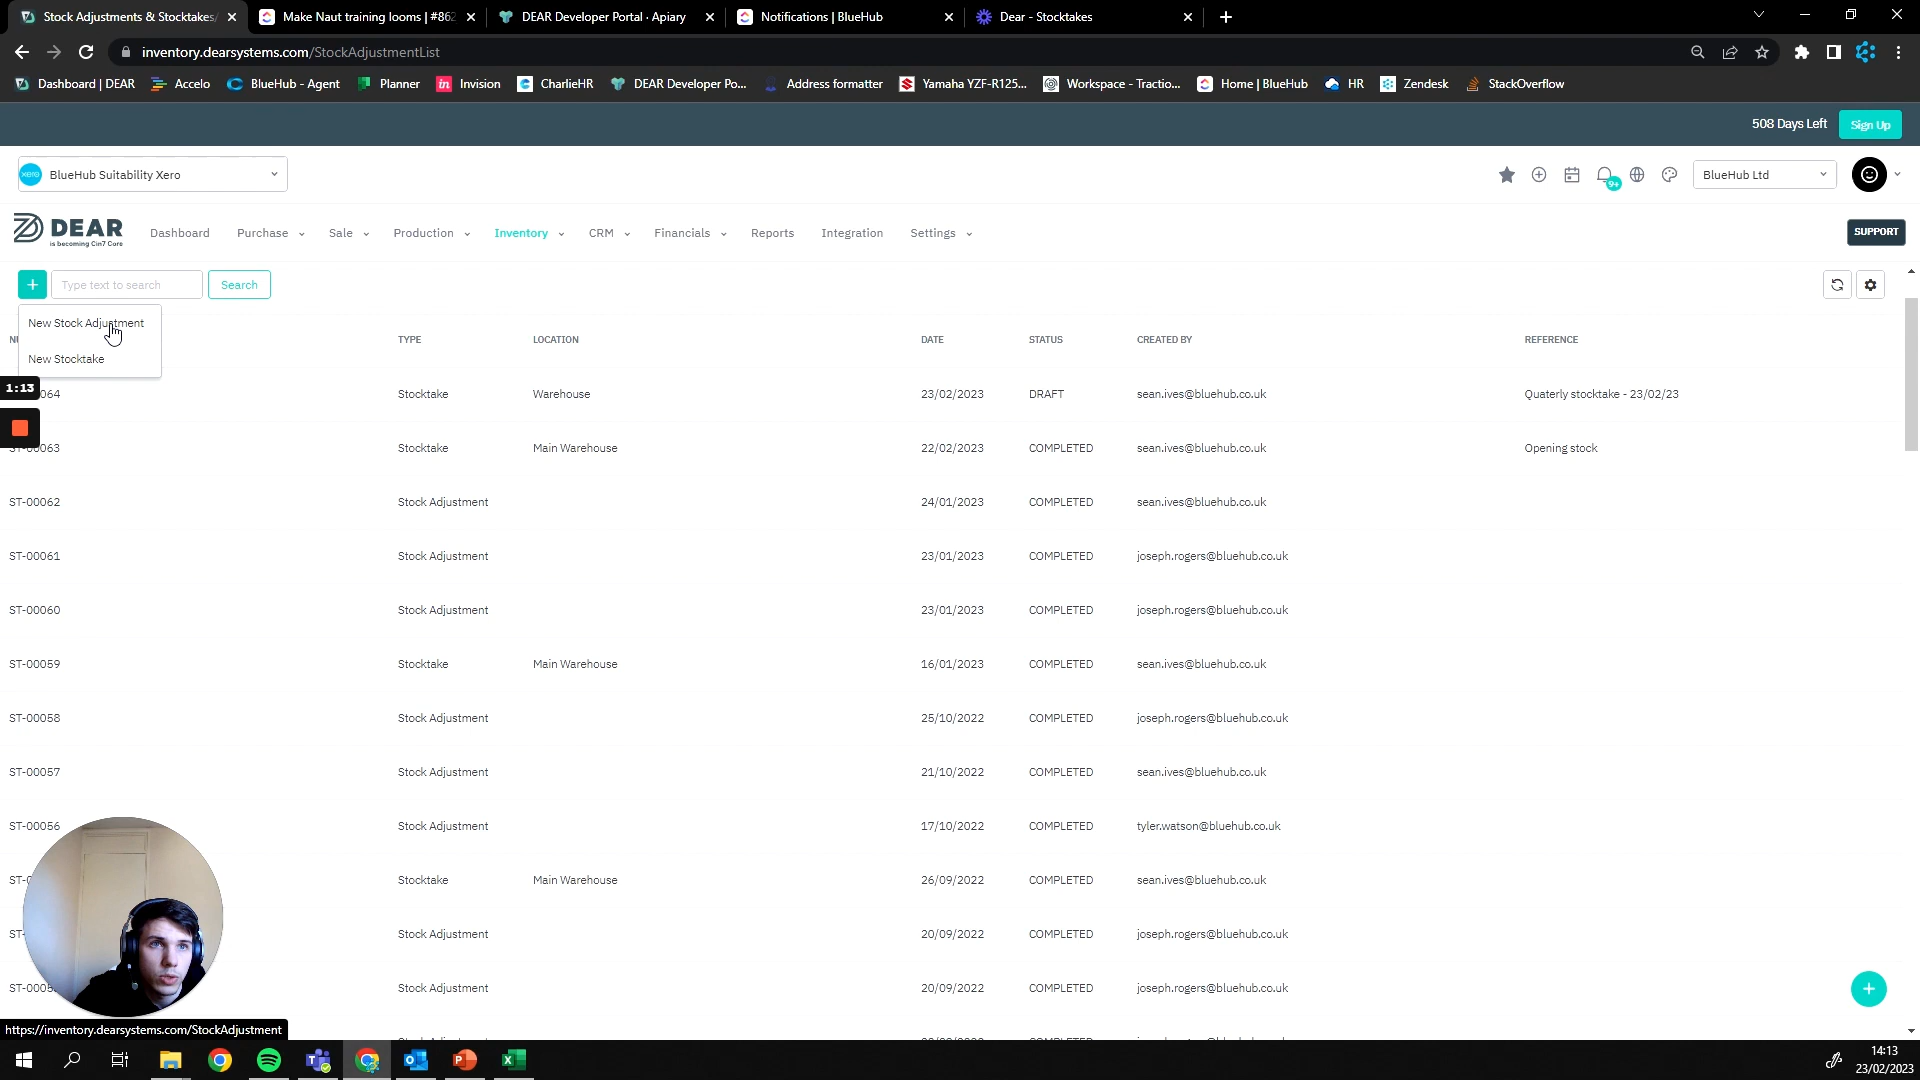 Stock Adjustments & Stocktakes/
Make Naut training looms | #862
DEAR Developer Portal · Apiary
Notifications | BlueHub
Dear - Stocktakes
inventory.dearsystems.com/StockAdjustmentList
Dashboard | DEAR
Accelo
BlueHub - Agent
Planner
Invision
CharlieHR
DEAR Developer Po...
Address formatter
Yamaha YZF-R125...
Workspace - Tractio...
Home | BlueHub
HR
Zendesk
StackOverflow
508 Days Left
Sign Up
xero
BlueHub Suitability Xero
9+
BlueHub Ltd
DEAR
is becoming Cin7 Core
Dashboard
Purchase
Sale
Production
Inventory
CRM
Financials
Reports
Integration
Settings
SUPPORT
+ Type text to search Search
New Stock Adjustment
New Stocktake
TYPE LOCATION DATE STATUS CREATED BY REFERENCE
1:13
064 Stocktake Warehouse 23/02/2023 DRAFT sean.ives@bluehub.co.uk Quaterly stocktake - 23/02/23
ST-00063 Stocktake Main Warehouse 22/02/2023 COMPLETED sean.ives@bluehub.co.uk Opening stock
ST-00062 Stock Adjustment 24/01/2023 COMPLETED sean.ives@bluehub.co.uk
ST-00061 Stock Adjustment 23/01/2023 COMPLETED joseph.rogers@bluehub.co.uk
ST-00060 Stock Adjustment 23/01/2023 COMPLETED joseph.rogers@bluehub.co.uk
ST-00059 Stocktake Main Warehouse 16/01/2023 COMPLETED sean.ives@bluehub.co.uk
ST-00058 Stock Adjustment 25/10/2022 COMPLETED joseph.rogers@bluehub.co.uk
ST-00057 Stock Adjustment 21/10/2022 COMPLETED sean.ives@bluehub.co.uk
ST-00056 Stock Adjustment 17/10/2022 COMPLETED tyler.watson@bluehub.co.uk
Stocktake Main Warehouse 26/09/2022 COMPLETED sean.ives@bluehub.co.uk
Stock Adjustment 20/09/2022 COMPLETED joseph.rogers@bluehub.co.uk
Stock Adjustment 20/09/2022 COMPLETED joseph.rogers@bluehub.co.uk
https://inventory.dearsystems.com/StockAdjustment
14:13
23/02/2023